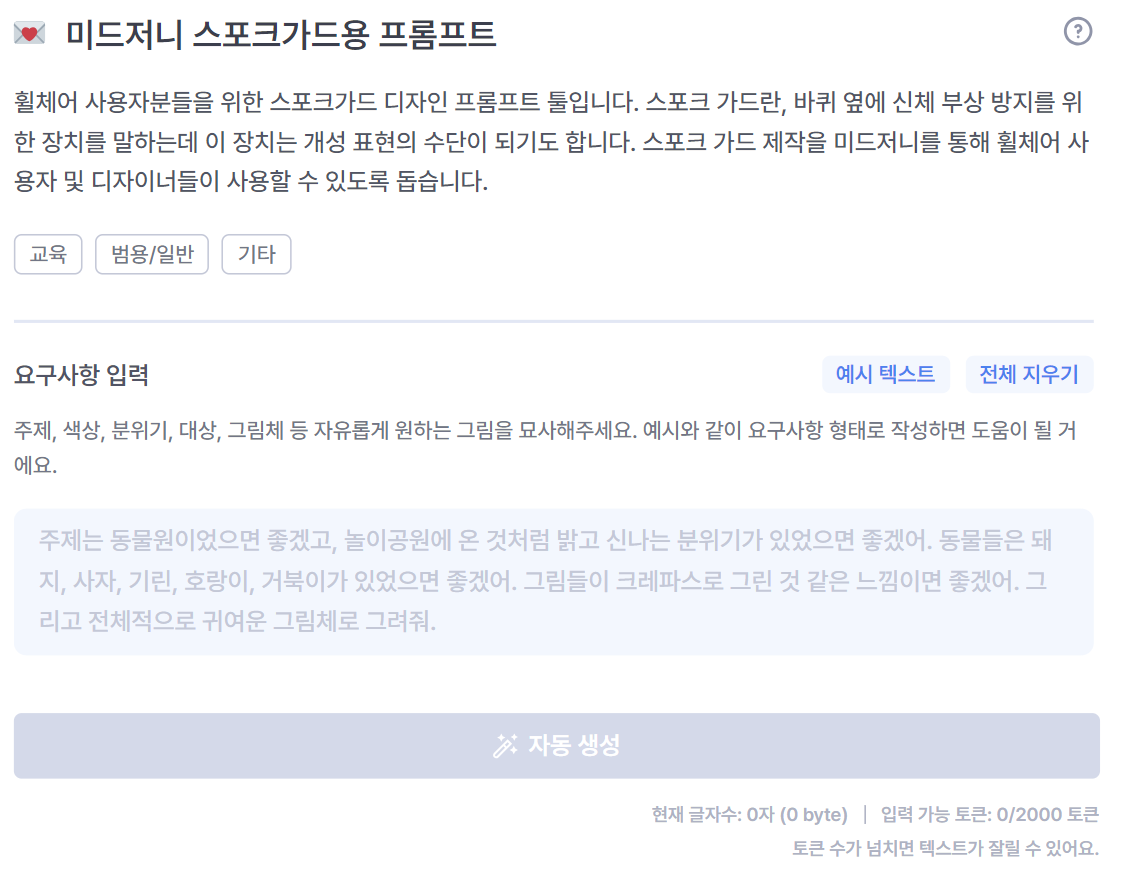 미드저니 스포크가드용 프롬프트
?
휠체어 사용자분들을 위한 스포크가드 디자인 프롬프트 툴입니다. 스포크 가드란, 바퀴 옆에 신체 부상 방지를 위
한 장치를 말하는데 이 장치는 개성 표현의 수단이 되기도 합니다. 스포크 가드 제작을 미드저니를 통해 휠체어 사
용자 및 디자이너들이 사용할 수 있도록 돕습니다.
교육 범용/일반 기타
요구사항 입력 예시 텍스트 전체 지우기
주제, 색상, 분위기, 대상, 그림체 등 자유롭게 원하는 그림을 묘사해주세요. 예시와 같이 요구사항 형태로 작성하면 도움이 될 거
에요.
주제는 동물원이었으면 좋겠고, 놀이공원에 온 것처럼 밝고 신나는 분위기가 있었으면 좋겠어. 동물들은 돼
지, 사자, 기린, 호랑이, 거북이가 있었으면 좋겠어. 그림들이 크레파스로 그린 것 같은 느낌이면 좋겠어. 그
리고 전체적으로 귀여운 그림체로 그려줘.
자동 생성
현재 글자수: 0자 (0 byte) | 입력 가능 토큰: 0/2000 토큰
토큰 수가 넘치면 텍스트가 잘릴 수 있어요.